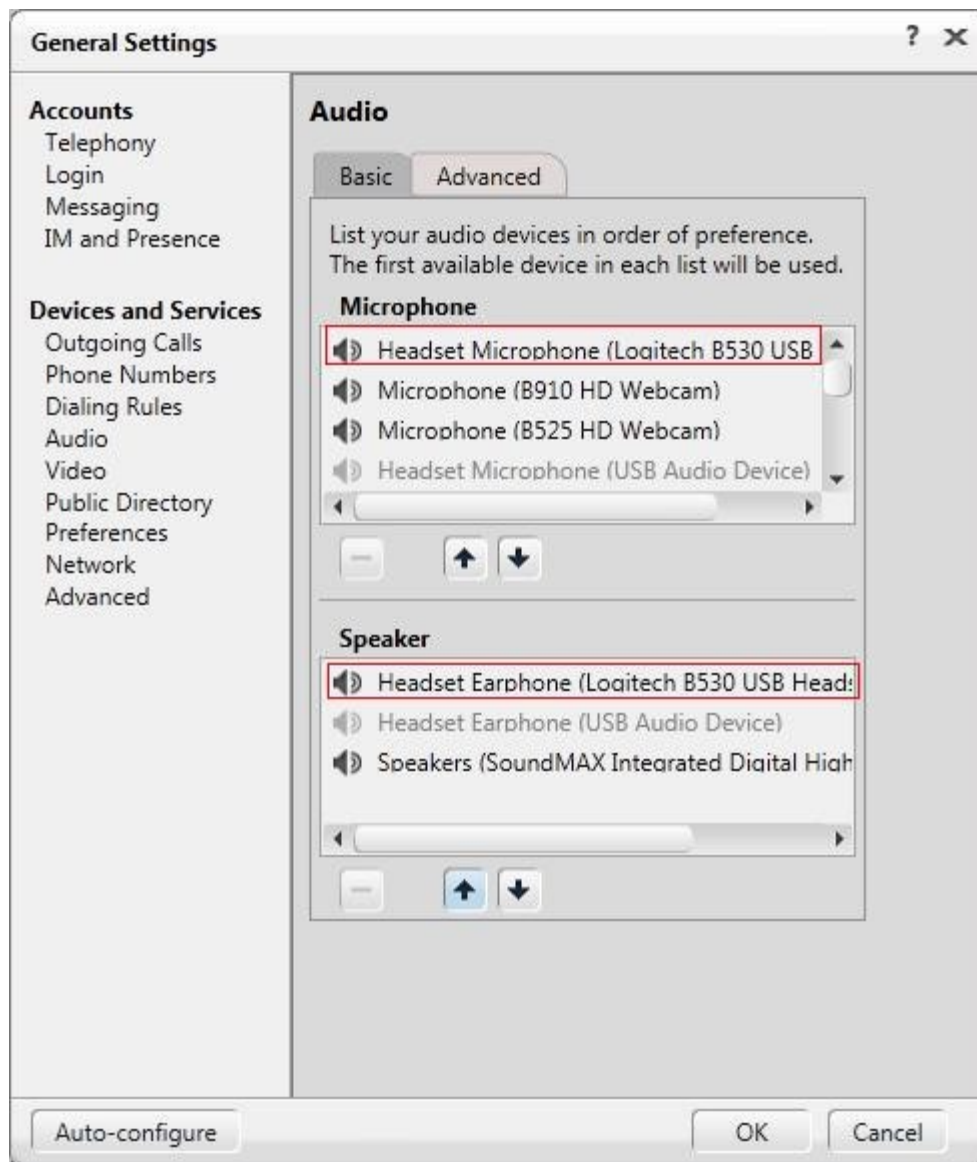 General Settings
?
Accounts
Telephony
Login
Messaging
IM and Presence
Devices and Services
Outgoing Calls
Phone Numbers
Dialing Rules
Audio
Video
Public Directory
Preferences
Network
Advanced
Audio
Basic
Advanced
List your audio devices in order of preference.
The first available device in each list will be used.
Microphone
Headset Microphone (Logitech B530 USB
Microphone (B910 HD Webcam)
Microphone (B525 HD Webcam)
Headset Microphone (USB Audio Device)
Speaker
Headset Earphone (Logitech B530 USB Heads
Headset Earphone (USB Audio Device)
Speakers (SoundMAX Integrated Digital High
Auto-configure
OK
Cancel